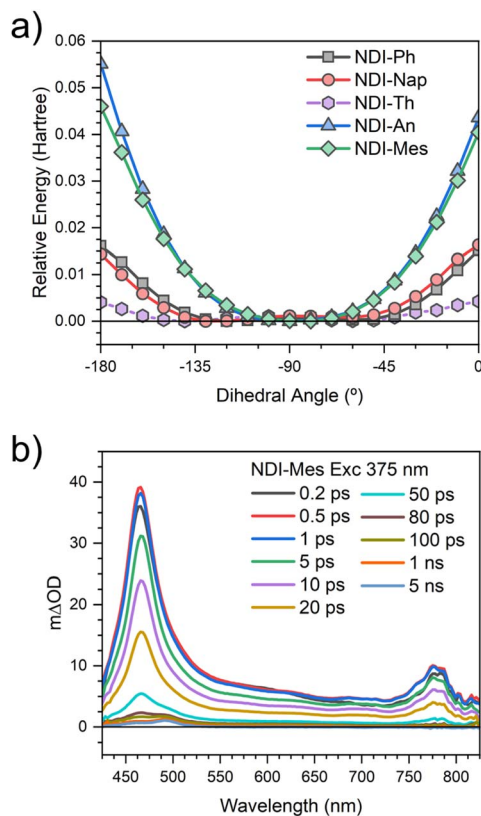 a)
0.06
0.05
0.04
0.03
0.02
0.01
0.00
Relative Energy (Hartree)
NDI-Ph
NDI-Nap
NDI-Th
NDI-An
NDI-Mes
-180 -135 -90 -45 0
Dihedral Angle (º)
b)
40
30
20
10
0
m∆OD
NDI-Mes Exc 375 nm
0.2 ps 50 ps
0.5 ps 80 ps
1 ps 100 ps
5 ps 1 ns
10 ps 5 ns
20 ps
450 500 550 600 650 700 750 800
Wavelength (nm)